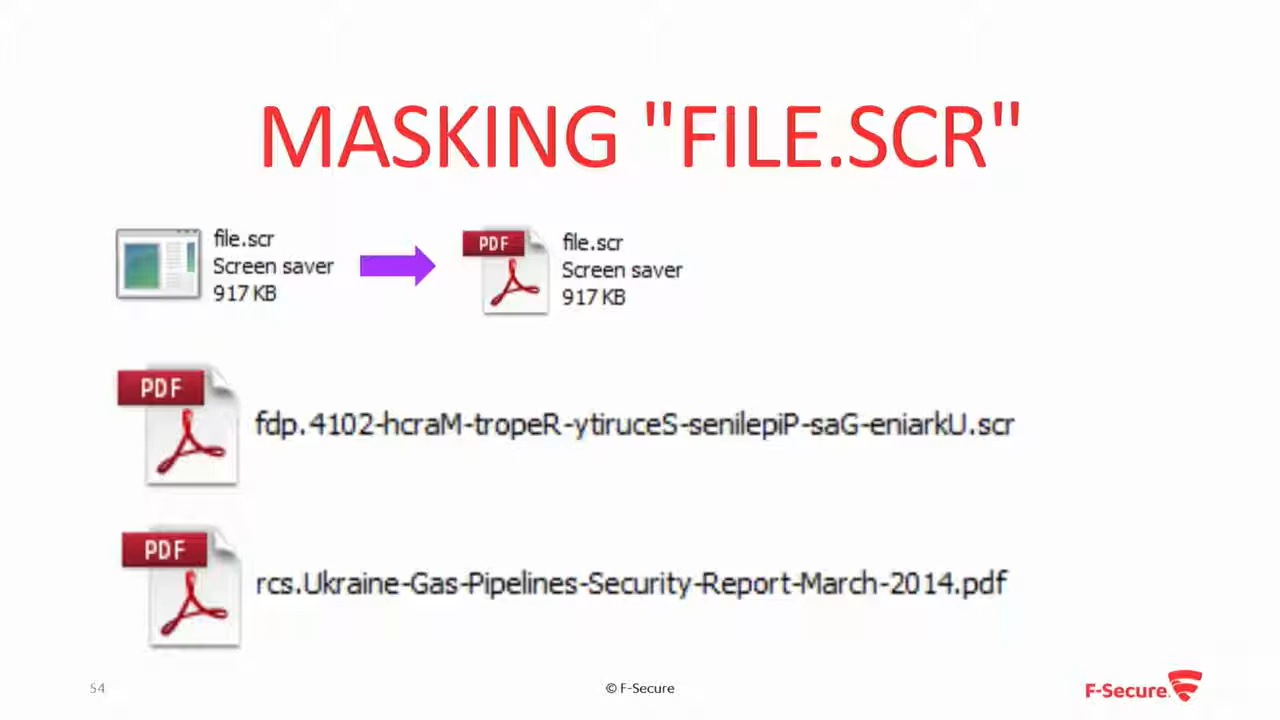 MASKING "FILE.SCR"
file.scr
Screen saver
917 KB
PDF
file.scr
Screen saver
917 KB
PDF
fdp.4102-hcraM-tropeR-ytiruceS-senilepiP-saG-eniarkU.scr
PDF
rcs.Ukraine-Gas-Pipelines-Security-Report-March-2014.pdf
54
© F-Secure
F-Secure.